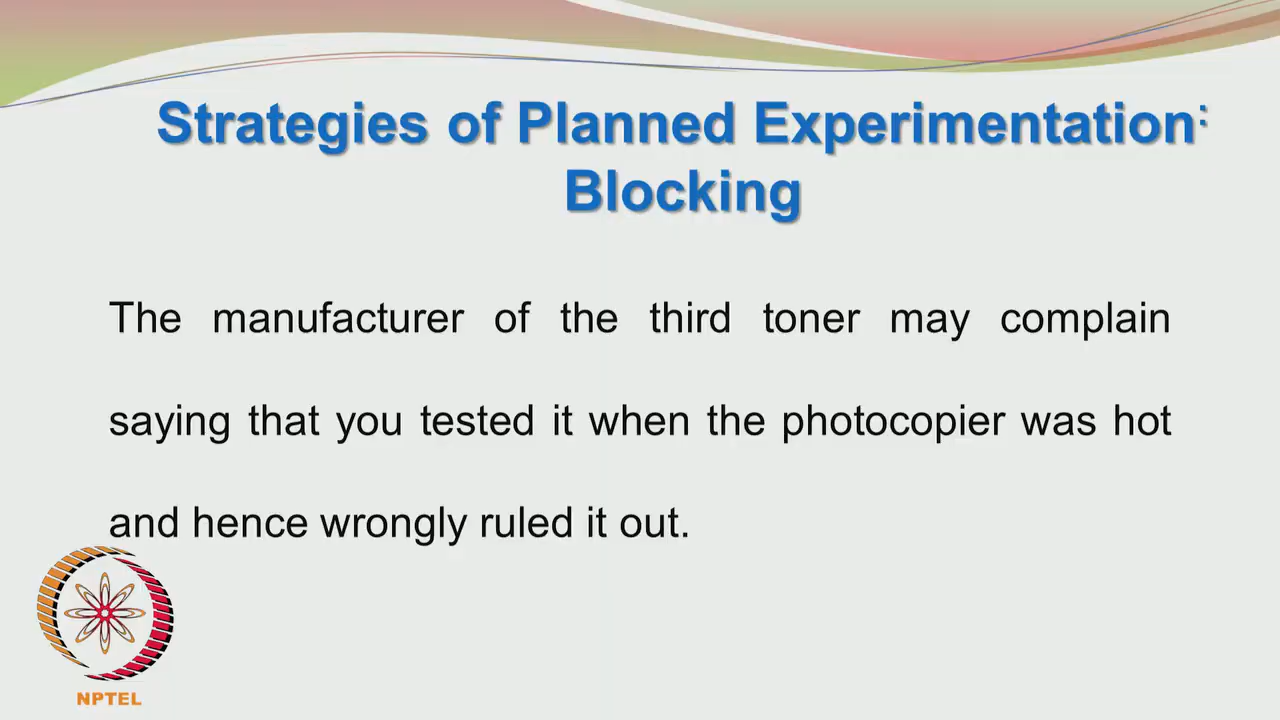 Strategies of Planned Experimentation:
Blocking
The manufacturer of the third toner may complain
saying that you tested it when the photocopier was hot
and hence wrongly ruled it out.
NPTEL